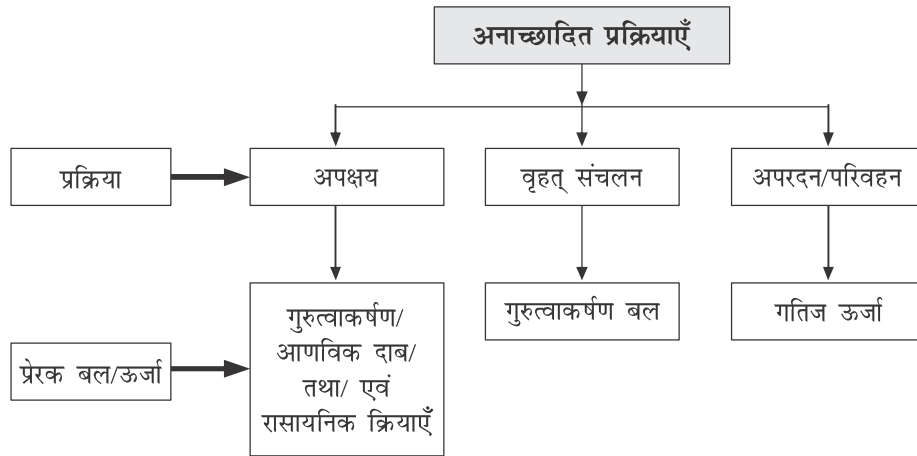 अनाच्छादित प्रक्रियाएँ
प्रक्रिया
अपक्षय
वृहत् संचलन
अपरदन/परिवहन
प्रेरक बल/ऊर्जा
गुरुत्वाकर्षण/
आणविक दाब/
तथा/ एवं
रासायनिक क्रियाएँ
गुरुत्वाकर्षण बल
गतिज ऊर्जा